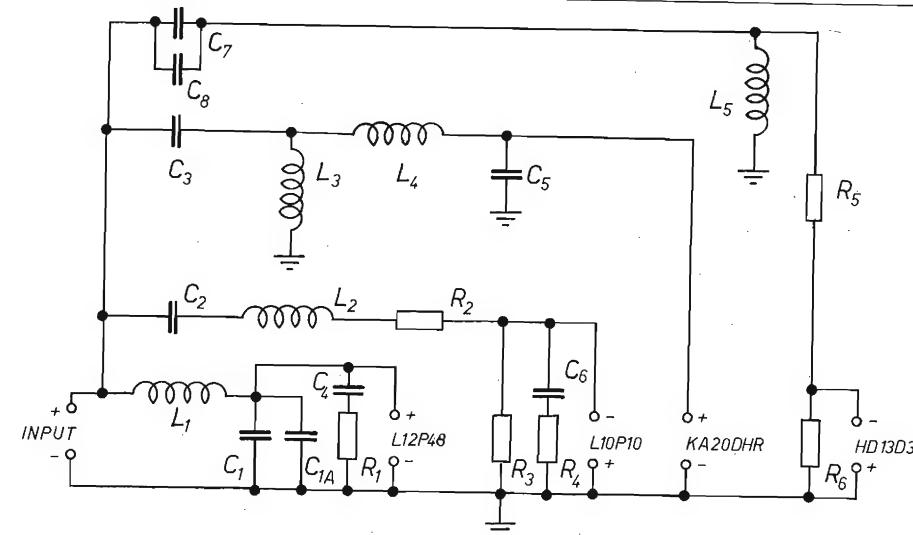 C7
C8
L5
C3
L3
L4
C5
R5
C2
L2
R2
C6
C4
+
INPUT
-
L1
C1
C1A
R1
+
L12P48
-
R3
R4
-
L10P10
+
+
KA20DHR
-
R6
-
HD13D3
+